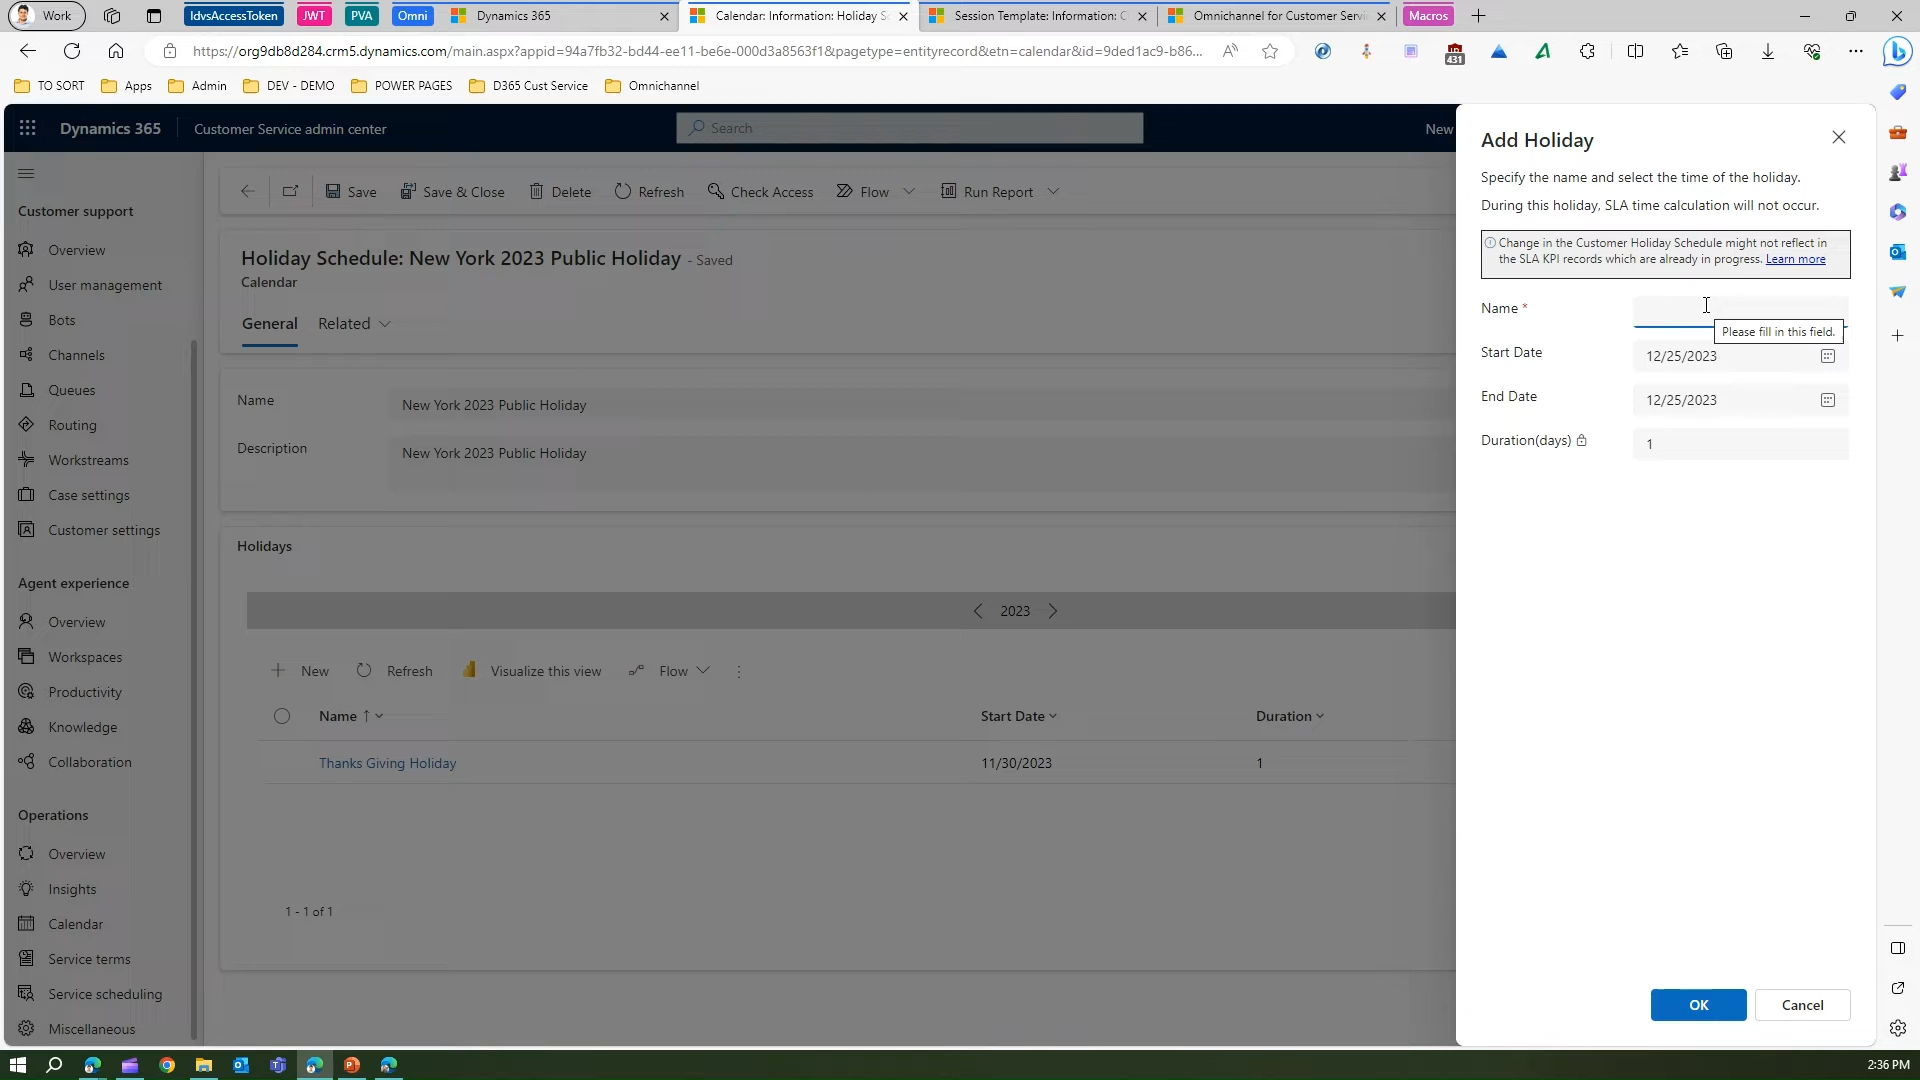 Work
IdvsAccessToken
JWT
PVA
Omni
Dynamics 365
Calendar: Information: Holiday Sc
Session Template: Information: C
Omnichannel for Customer Servi
Macros
https://org9db8d284.crm5.dynamics.com/main.aspx?appid=94a7fb32-bd44-ee11-be6e-000d3a8563f1&pagetype=entityrecord&etn=calendar&id=9ded1ac9-b86...
431
TO SORT
Apps
Admin
DEV - DEMO
POWER PAGES
D365 Cust Service
Omnichannel
Dynamics 365
Customer Service admin center
Search
New
Save
Save & Close
Delete
Refresh
Check Access
Flow
Run Report
Customer support
Overview
User management
Bots
Channels
Queues
Routing
Workstreams
Case settings
Customer settings
Agent experience
Overview
Workspaces
Productivity
Knowledge
Collaboration
Operations
Overview
Insights
Calendar
Service terms
Service scheduling
Miscellaneous
Holiday Schedule: New York 2023 Public Holiday - Saved
Calendar
General
Related
Name
New York 2023 Public Holiday
Description
New York 2023 Public Holiday
Holidays
2023
New
Refresh
Visualize this view
Flow
Name
Start Date
Duration
Thanks Giving Holiday
11/30/2023
1
1 - 1 of 1
Add Holiday
Specify the name and select the time of the holiday.
During this holiday, SLA time calculation will not occur.
Change in the Customer Holiday Schedule might not reflect in
the SLA KPI records which are already in progress. Learn more
Name *
Please fill in this field.
Start Date
12/25/2023
End Date
12/25/2023
Duration(days)
1
OK
Cancel
2:36 PM